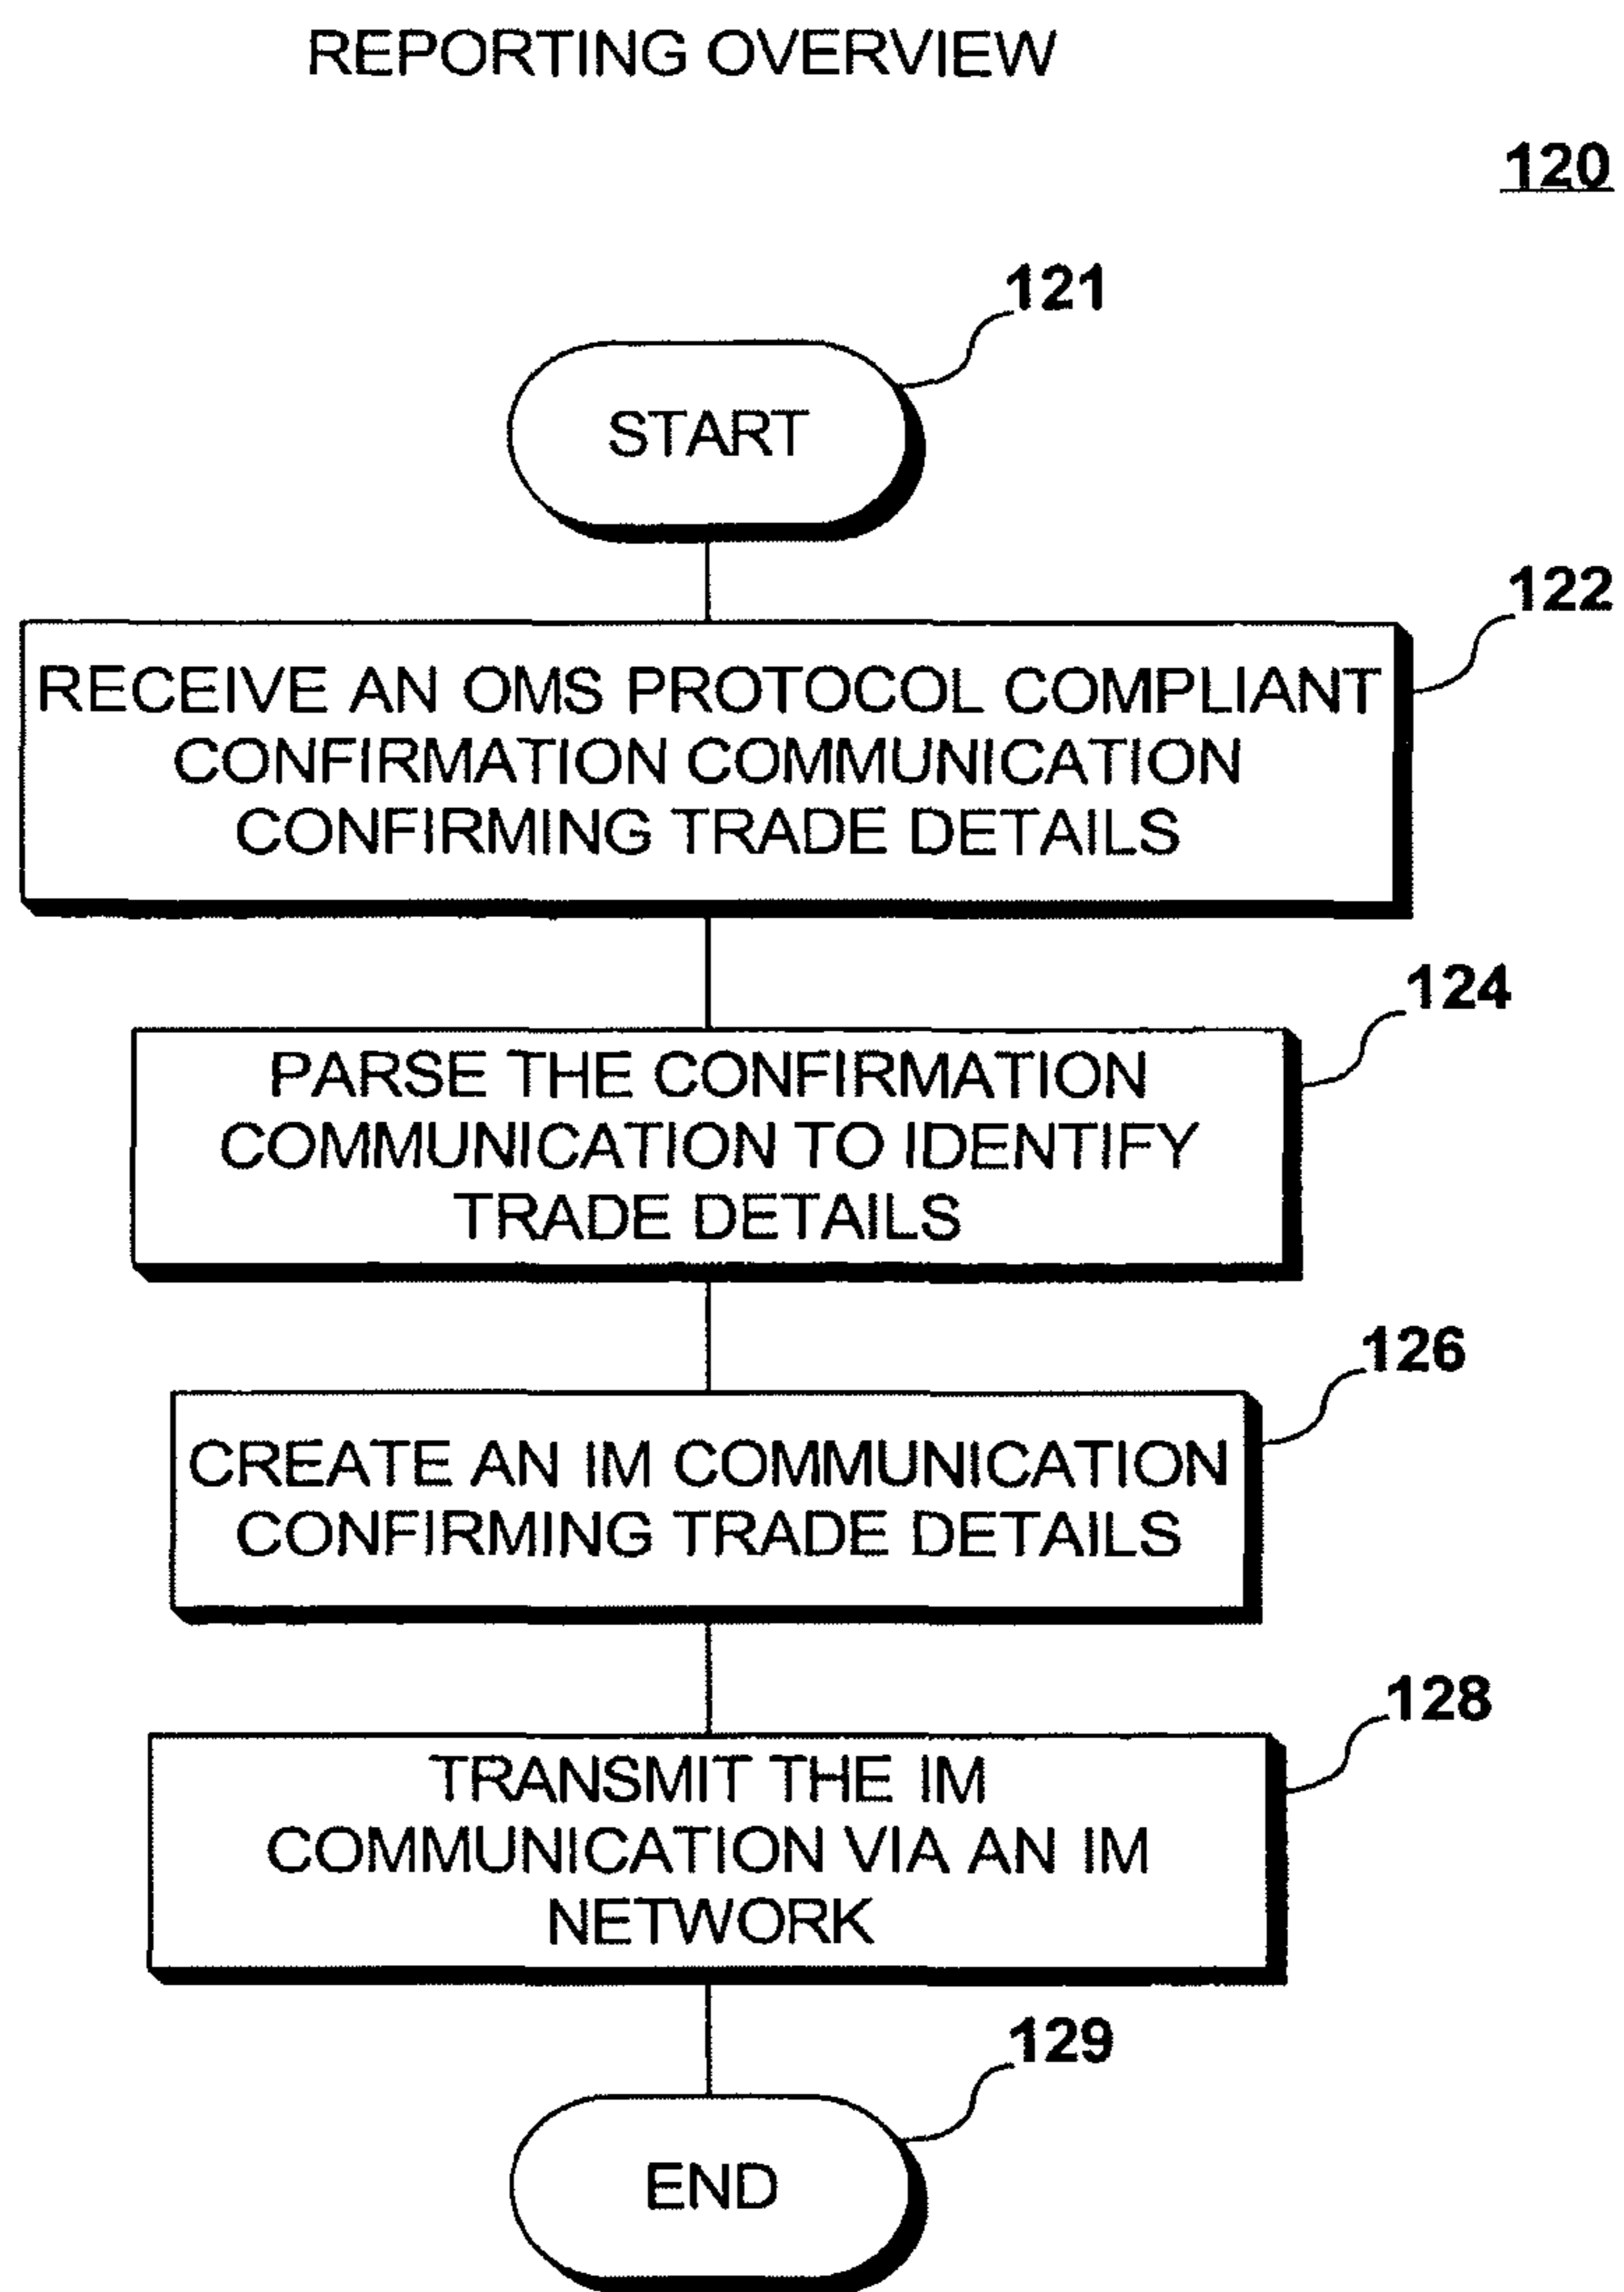 REPORTING OVERVIEW
120
121
START
122
RECEIVE AN OMS PROTOCOL COMPLIANT
CONFIRMATION COMMUNICATION
CONFIRMING TRADE DETAILS
124
PARSE THE CONFIRMATION
COMMUNICATION TO IDENTIFY
TRADE DETAILS
126
CREATE AN IM COMMUNICATION
CONFIRMING TRADE DETAILS
128
TRANSMIT THE IM
COMMUNICATION VIA AN IM
NETWORK
129
END